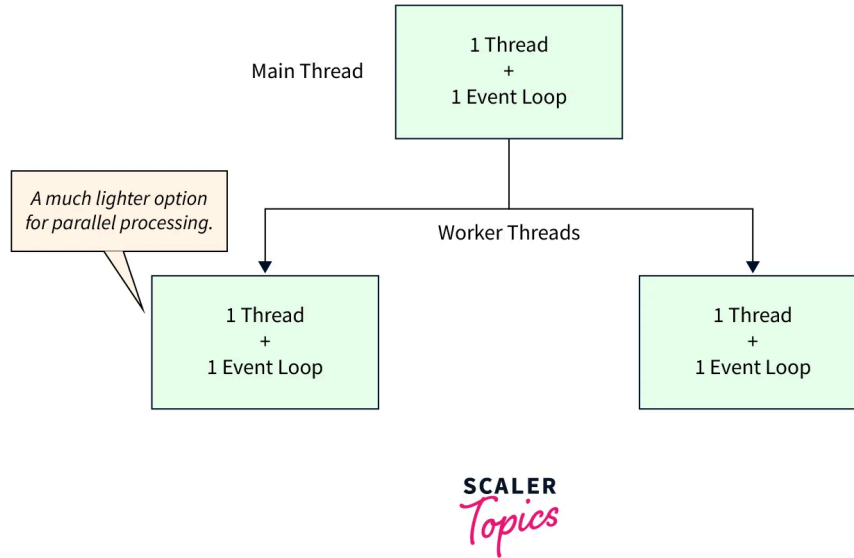 1 Thread
+
1 Event Loop
Main Thread
A much lighter option
for parallel processing.
Worker Threads
1 Thread
+
1 Event Loop
1 Thread
+
1 Event Loop
SCALER
Topics